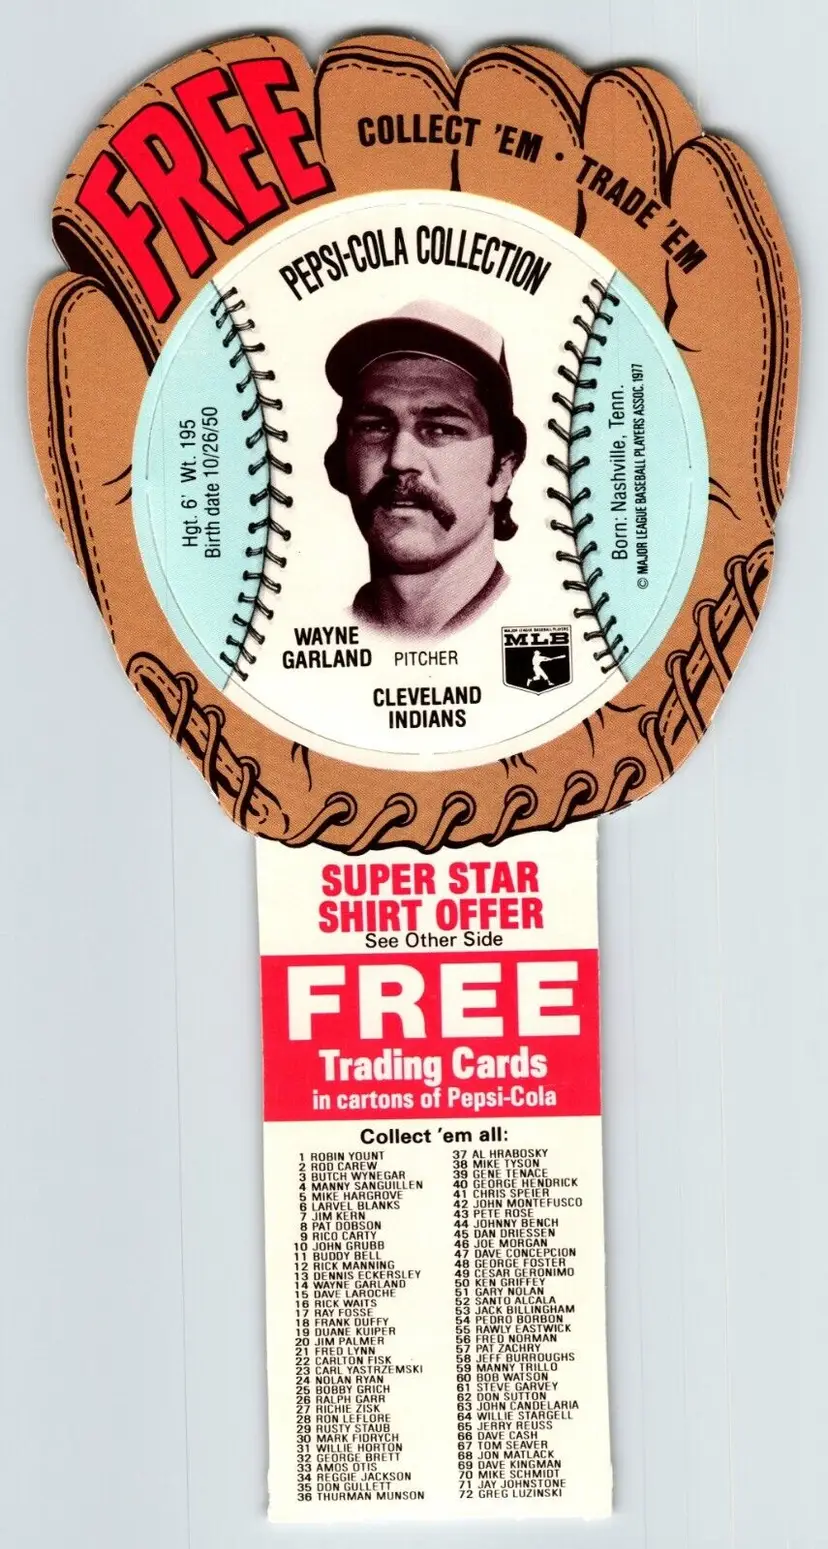 FREE
COLLECT 'EM • TRADE 'EM
PEPSI-COLA COLLECTION
Hgt. 6' Wt. 195
Birth date 10/26/50
Born: Nashville, Tenn.
© MAJOR LEAGUE BASEBALL PLAYERS ASSOC. 1977
WAYNE
GARLAND
PITCHER
MAJOR LEAGUE BASEBALL PLAYERS
MLB
CLEVELAND
INDIANS
SUPER STAR
SHIRT OFFER
See Other Side
FREE
Trading Cards
in cartons of Pepsi-Cola
Collect 'em all:
1 ROBIN YOUNT
2 ROD CAREW
3 BUTCH WYNEGAR
4 MANNY SANGUILLEN
5 MIKE HARGROVE
6 LARVEL BLANKS
7 JIM KERN
8 PAT DOBSON
9 RICO CARTY
10 JOHN GRUBB
11 BUDDY BELL
12 RICK MANNING
13 DENNIS ECKERSLEY
14 WAYNE GARLAND
15 DAVE LAROCHE
16 RICK WAITS
17 RAY FOSSE
18 FRANK DUFFY
19 DUANE KUIPER
20 JIM PALMER
21 FRED LYNN
22 CARLTON FISK
23 CARL YASTRZEMSKI
24 NOLAN RYAN
25 BOBBY GRICH
26 RALPH GARR
27 RICHIE ZISK
28 RON LEFLORE
29 RUSTY STAUB
30 MARK FIDRYCH
31 WILLIE HORTON
32 GEORGE BRETT
33 AMOS OTIS
34 REGGIE JACKSON
35 DON GULLETT
36 THURMAN MUNSON
37 AL HRABOSKY
38 MIKE TYSON
39 GENE TENACE
40 GEORGE HENDRICK
41 CHRIS SPEIER
42 JOHN MONTEFUSCO
43 PETE ROSE
44 JOHNNY BENCH
45 DAN DRIESSEN
46 JOE MORGAN
47 DAVE CONCEPCION
48 GEORGE FOSTER
49 CESAR GERONIMO
50 KEN GRIFFEY
51 GARY NOLAN
52 SANTO ALCALA
53 JACK BILLINGHAM
54 PEDRO BORBON
55 RAWLY EASTWICK
56 FRED NORMAN
57 PAT ZACHRY
58 JEFF BURROUGHS
59 MANNY TRILLO
60 BOB WATSON
61 STEVE GARVEY
62 DON SUTTON
63 JOHN CANDELARIA
64 WILLIE STARGELL
65 JERRY REUSS
66 DAVE CASH
67 TOM SEAVER
68 JON MATLACK
69 DAVE KINGMAN
70 MIKE SCHMIDT
71 JAY JOHNSTONE
72 GREG LUZINSKI